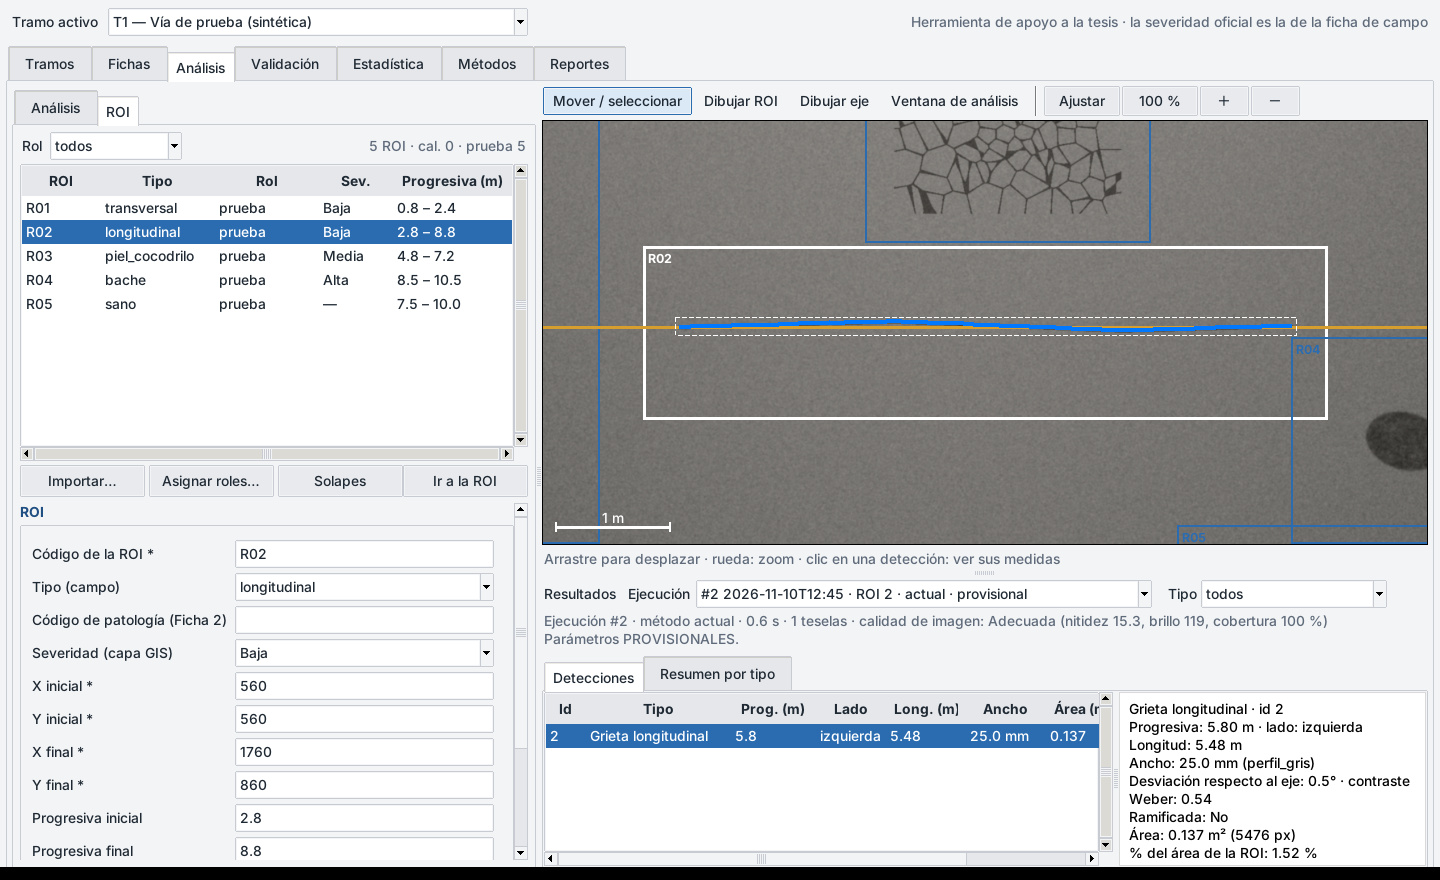 Tramo activo T1 — Vía de prueba (sintética) Herramienta de apoyo a la tesis · la severidad oficial es la de la ficha de campo
Tramos Fichas Análisis Validación Estadística Métodos Reportes
Análisis ROI
Rol todos 5 ROI · cal. 0 · prueba 5
ROI Tipo Rol Sev. Progresiva (m)
R01 transversal prueba Baja 0.8 – 2.4
R02 longitudinal prueba Baja 2.8 – 8.8
R03 piel_cocodrilo prueba Media 4.8 – 7.2
R04 bache prueba Alta 8.5 – 10.5
R05 sano prueba — 7.5 – 10.0
Importar... Asignar roles... Solapes Ir a la ROI
ROI
Código de la ROI * R02
Tipo (campo) longitudinal
Código de patología (Ficha 2)
Severidad (capa GIS) Baja
X inicial * 560
Y inicial * 560
X final * 1760
Y final * 860
Progresiva inicial 2.8
Progresiva final 8.8
Mover / seleccionar Dibujar ROI Dibujar eje Ventana de análisis Ajustar 100 % + −
R02
R04
R05
1 m
Arrastre para desplazar · rueda: zoom · clic en una detección: ver sus medidas
Resultados Ejecución #2 2026-11-10T12:45 · ROI 2 · actual · provisional Tipo todos
Ejecución #2 · método actual · 0.6 s · 1 teselas · calidad de imagen: Adecuada (nitidez 15.3, brillo 119, cobertura 100 %)
Parámetros PROVISIONALES.
Detecciones Resumen por tipo
Id Tipo Prog. (m) Lado Long. (m) Ancho Área (r
2 Grieta longitudinal 5.8 izquierda 5.48 25.0 mm 0.137
Grieta longitudinal · id 2
Progresiva: 5.80 m · lado: izquierda
Longitud: 5.48 m
Ancho: 25.0 mm (perfil_gris)
Desviación respecto al eje: 0.5° · contraste
Weber: 0.54
Ramificada: No
Área: 0.137 m² (5476 px)
% del área de la ROI: 1.52 %